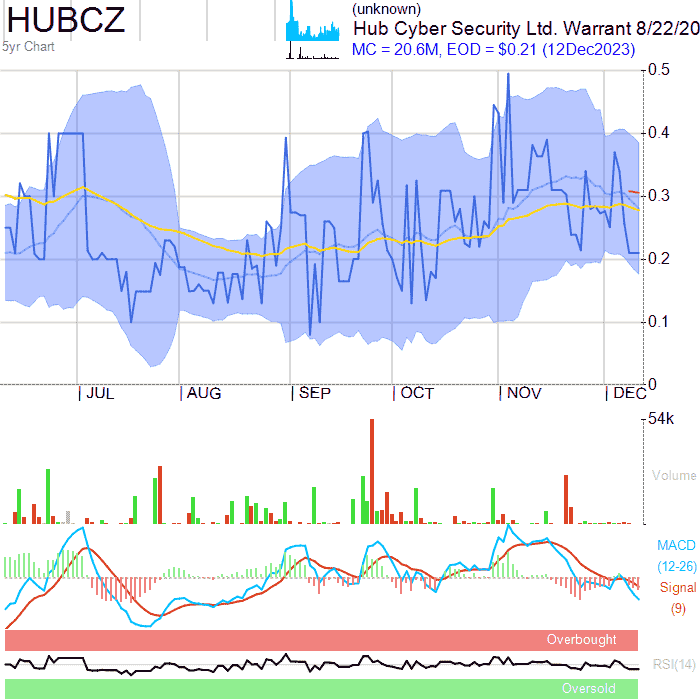 HUBCZ
5yr Chart
(unknown)
Hub Cyber Security Ltd. Warrant 8/22/20
MC = 20.6M, EOD = $0.21 (12Dec2023)
0.5
0.4
0.3
0.2
0.1
0
JUL AUG SEP OCT NOV DEC
54k
Volume
MACD
(12-26)
Signal
(9)
Overbought
RSI(14)
Oversold